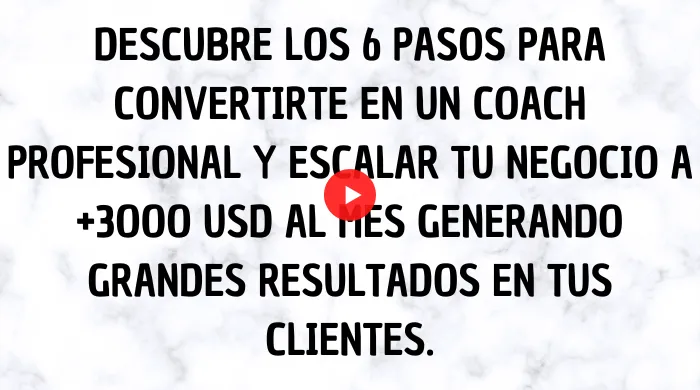 DESCUBRE LOS 6 PASOS PARA
CONVERTIRTE EN UN COACH
PROFESIONAL Y ESCALAR TU NEGOCIO A
+3000 USD AL MES GENERANDO
GRANDES RESULTADOS EN TUS
CLIENTES.